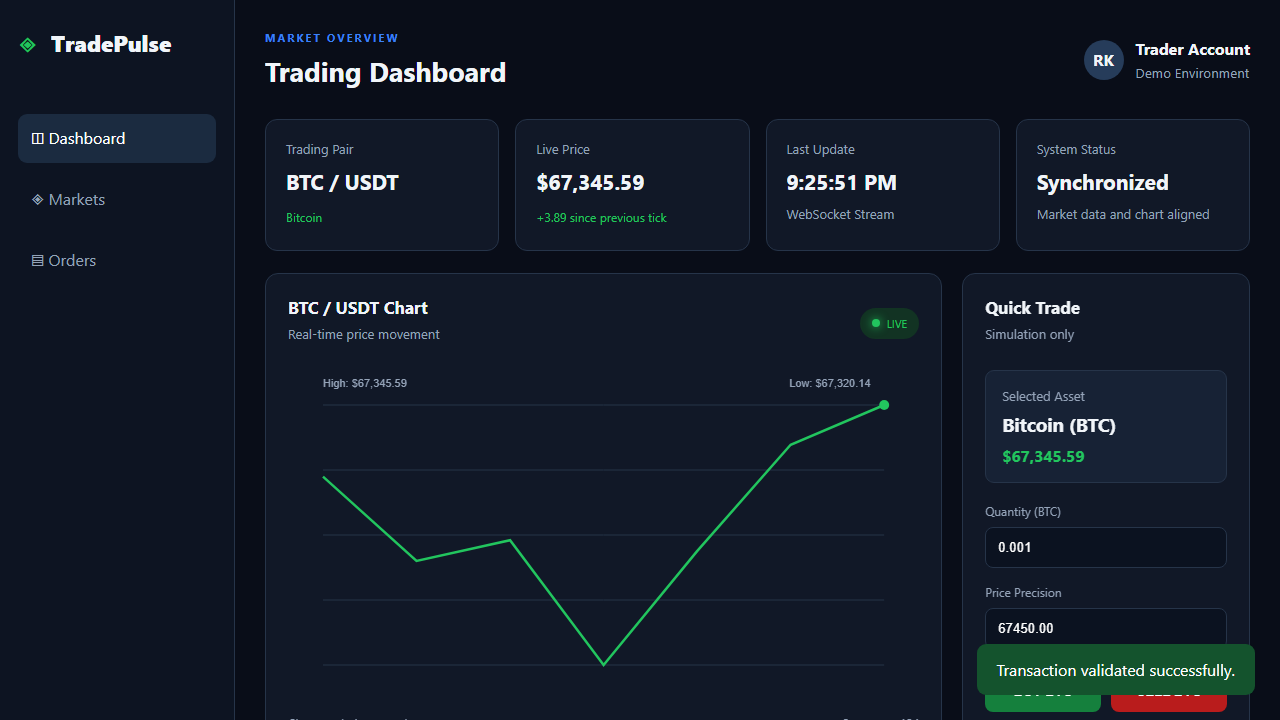 TradePulse
Dashboard
Markets
Orders
MARKET OVERVIEW
Trading Dashboard
RK
Trader Account
Demo Environment
Trading Pair
BTC / USDT
Bitcoin
Live Price
$67,345.59
+3.89 since previous tick
Last Update
9:25:51 PM
WebSocket Stream
System Status
Synchronized
Market data and chart aligned
BTC / USDT Chart
Real-time price movement
LIVE
High: $67,345.59
Low: $67,320.14
Quick Trade
Simulation only
Selected Asset
Bitcoin (BTC)
$67,345.59
Quantity (BTC)
0.001
Price Precision
67450.00
Transaction validated successfully.